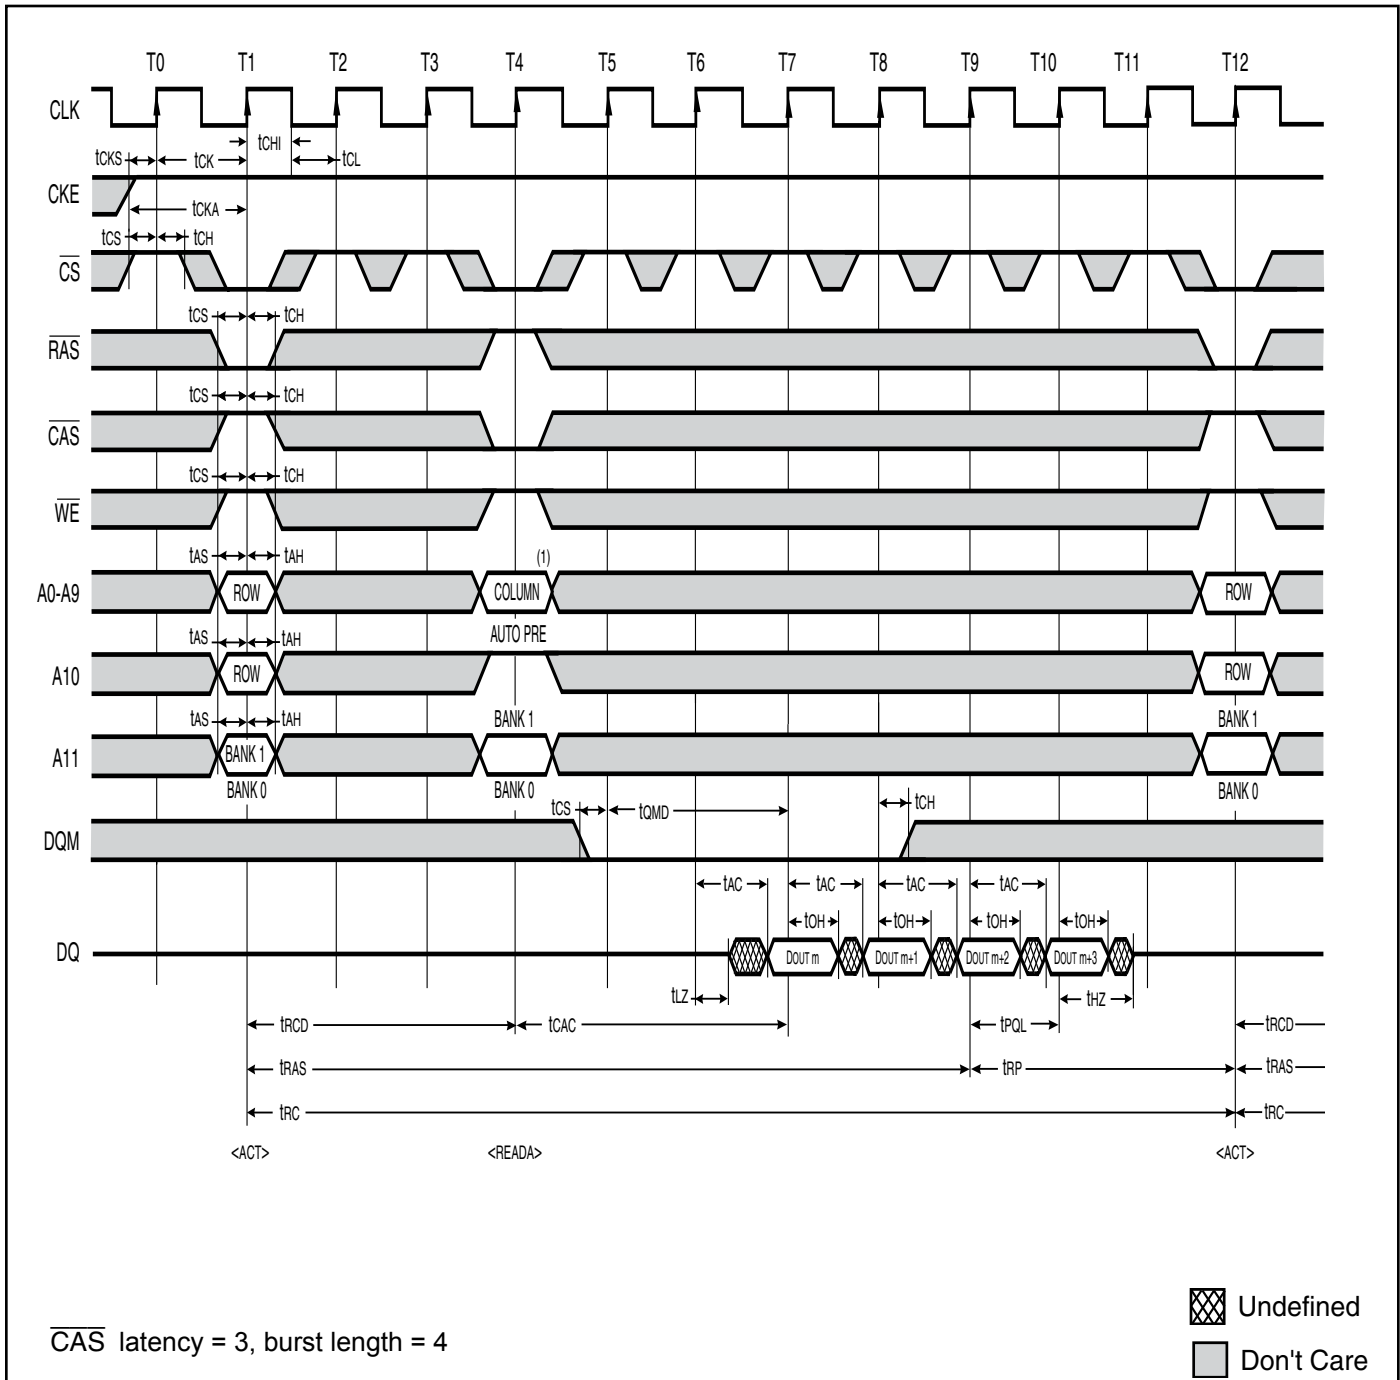 T0 T1 T2 T3 T4 T5 T6 T7 T8 T9 T10 T11 T12
CLK
tCHI
tCKS tCK tCL
CKE
tCKA
tCS tCH
CS
tCS tCH
RAS
tCS tCH
CAS
tCS tCH
WE
tAS tAH (1)
A0-A9 ROW COLUMN ROW
tAS tAH AUTO PRE
A10 ROW ROW
tAS tAH BANK 1 BANK 1
A11 BANK 1
BANK 0 BANK 0 BANK 0
tCS tQMD tCH
DQM
tAC tAC tAC tAC
tOH tOH tOH tOH
DQ DOUT m DOUT m+1 DOUT m+2 DOUT m+3
tLZ tHZ
tRCD tCAC tPQL tRCD
tRAS tRP tRAS
tRC tRC
<ACT> <READA> <ACT>
Undefined
CAS latency = 3, burst length = 4
Don't Care